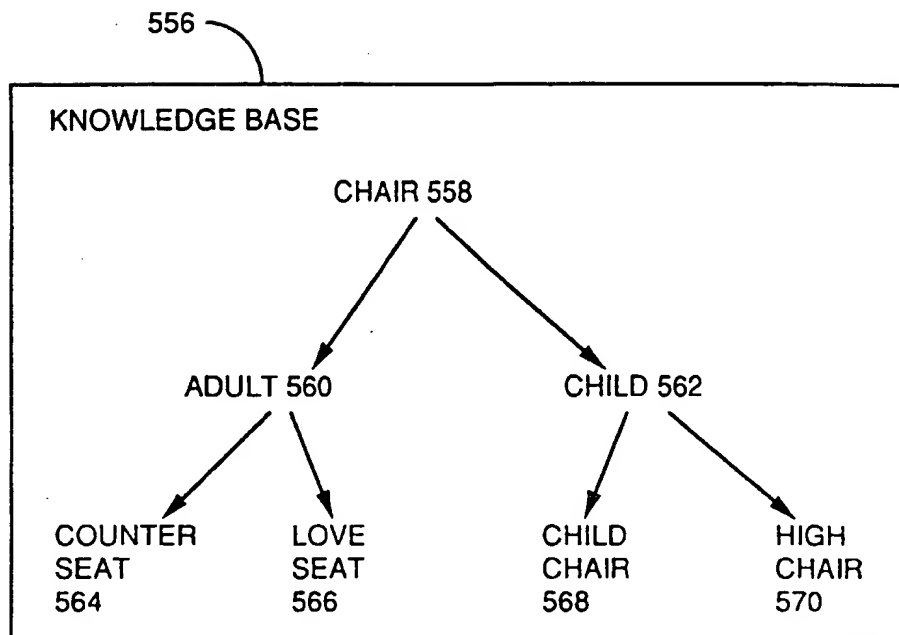 556
KNOWLEDGE BASE
CHAIR 558
ADULT 560
CHILD 562
COUNTER
SEAT
564
LOVE
SEAT
566
CHILD
CHAIR
568
HIGH
CHAIR
570